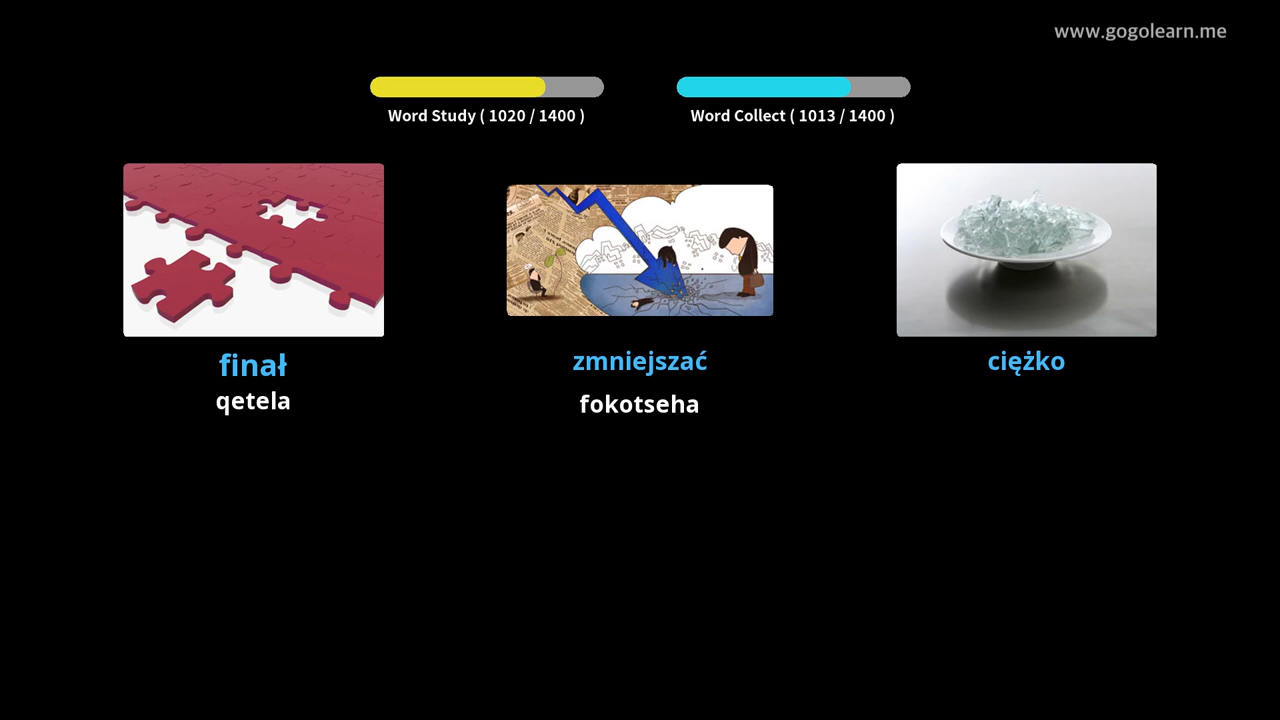 www.gogolearn.me
Word Study ( 1020 / 1400 )
Word Collect ( 1013 / 1400 )
finał
qetela
zmniejszać
fokotseha
ciężko